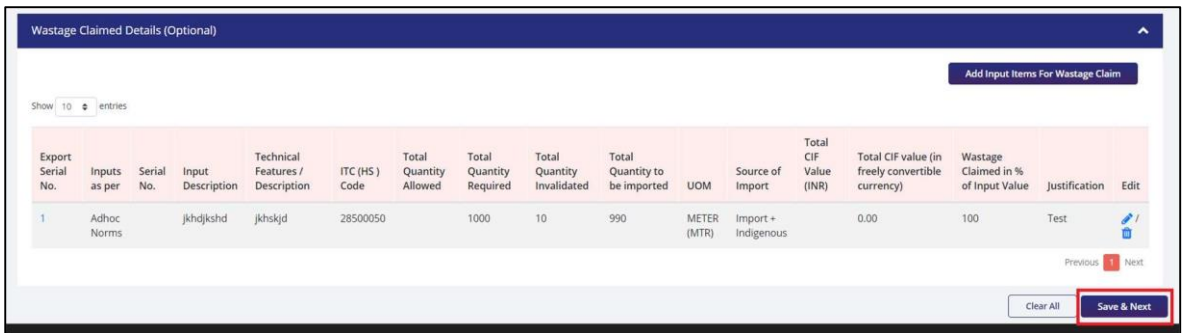 Wastage Claimed Details (Optional)
Add Input Items For Wastage Claim
Show 10 entries
Export Serial No. Inputs as per Serial No. Input Description Technical Features / Description ITC (HS ) Code Total Quantity Allowed Total Quantity Required Total Quantity Invalidated Total Quantity to be imported UOM Source of Import Total CIF Value (INR) Total CIF value (in freely convertible currency) Wastage Claimed in % of Input Value Justification Edit
1 Adhoc Norms jkhdjkshd jkhskjd 28500050 1000 10 990 METER (MTR) Import + Indigenous 0.00 100 Test /
Previous 1 Next
Clear All Save & Next